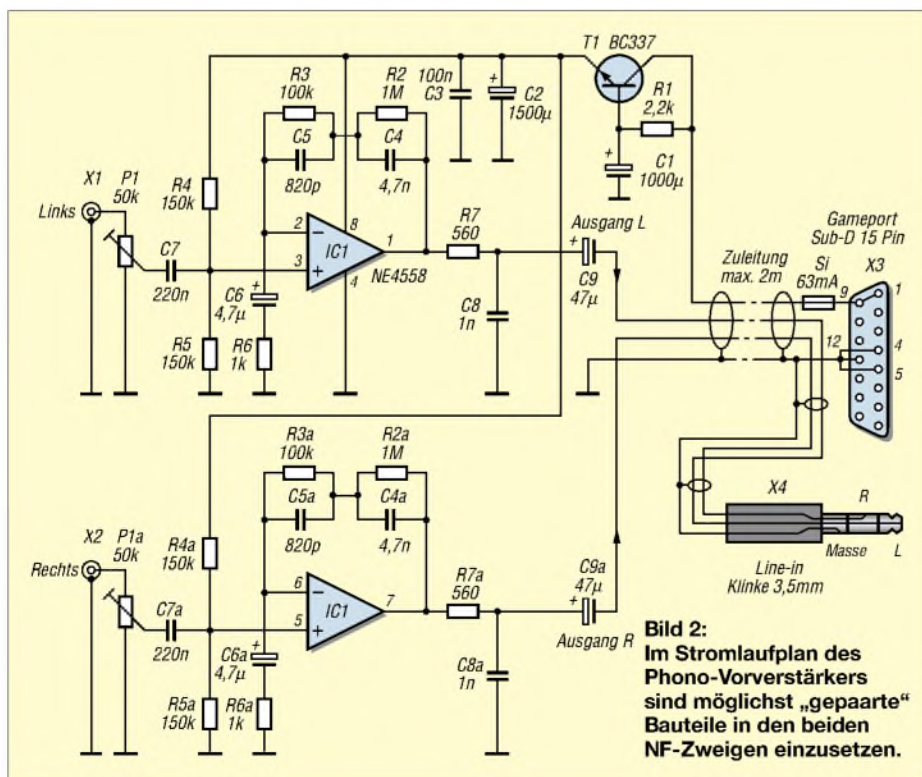 T1 BC337
R3
100k
R2
1M
100n
C3
+
C2
1500µ
R1
2,2k
C5
820p
C4
4,7n
+
C1
1000µ
X1
P1
50k
R4
150k
Links
C7
220n
2
−
3
+
IC1
8
4
1
NE4558
R7
560
Ausgang L
+
C9
47µ
C8
1n
C6
+
4,7µ
R5
150k
R6
1k
Zuleitung
max. 2m
Gameport
Sub-D 15 Pin
Si
63mA
X3
9
1
12
4
5
R3a
100k
R2a
1M
C5a
820p
C4a
4,7n
X2
P1a
50k
R4a
150k
Rechts
C7a
220n
6
−
5
+
IC1
7
R7a
560
C9a
47µ
+
Ausgang R
C8a
1n
C6a
+
4,7µ
R5a
150k
R6a
1k
X4
R
Masse
L
Line-in
Klinke 3,5mm
Bild 2:
Im Stromlaufplan des
Phono-Vorverstärkers
sind möglichst „gepaarte“
Bauteile in den beiden
NF-Zweigen einzusetzen.